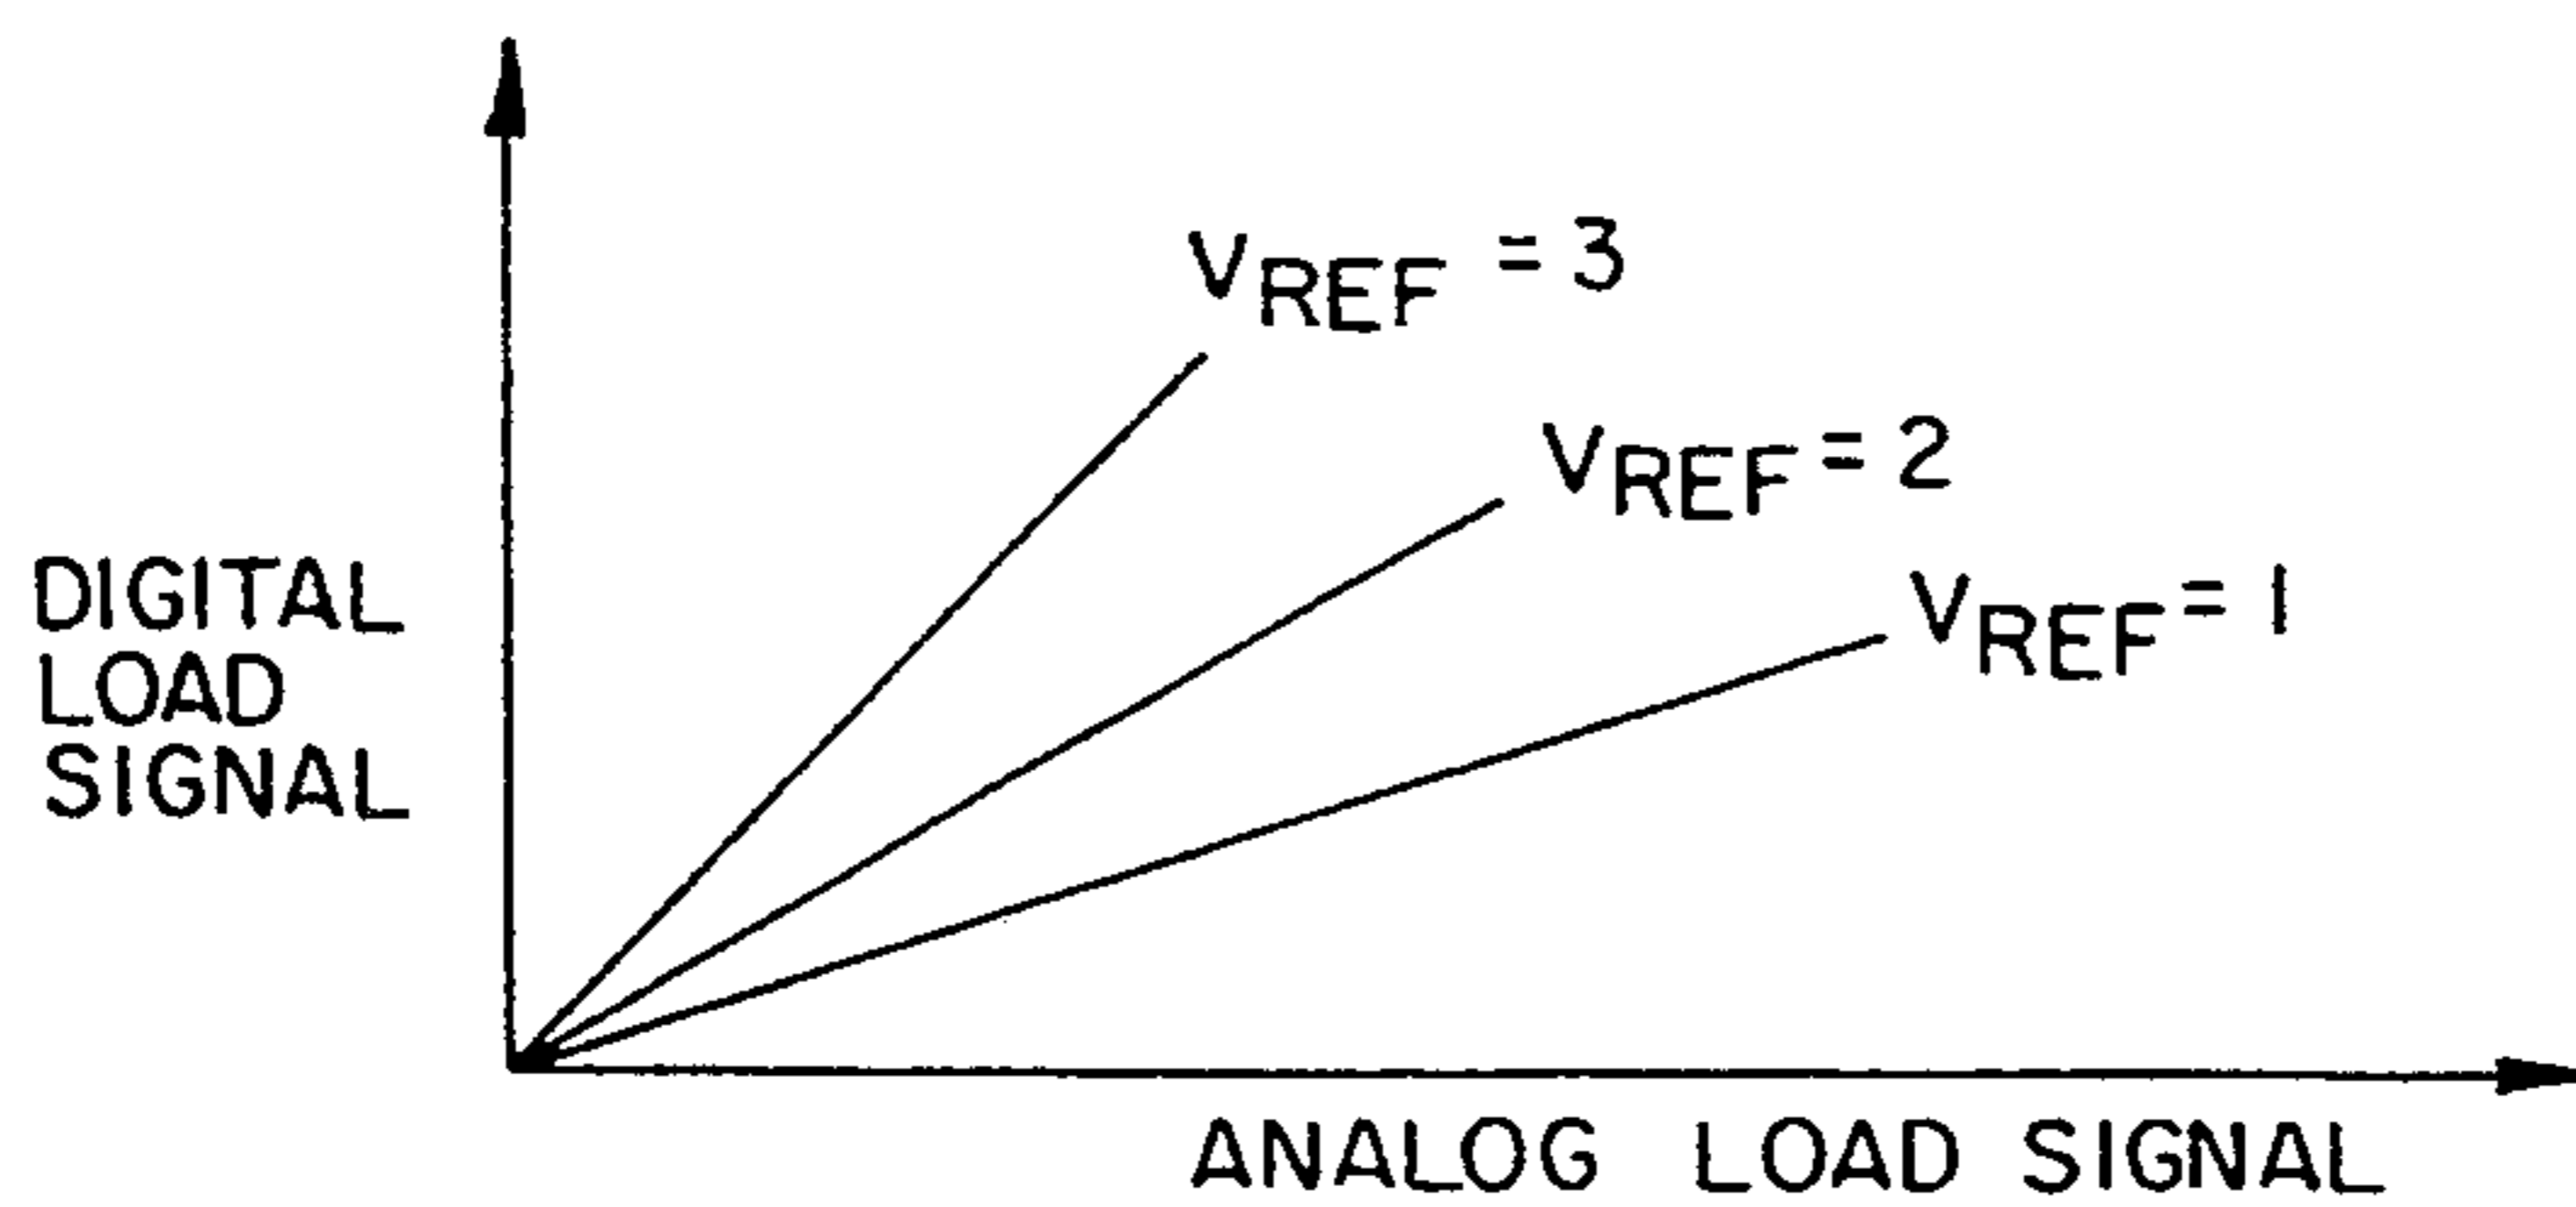 VREF = 3
VREF = 2
VREF = 1
DIGITAL
LOAD
SIGNAL
ANALOG LOAD SIGNAL